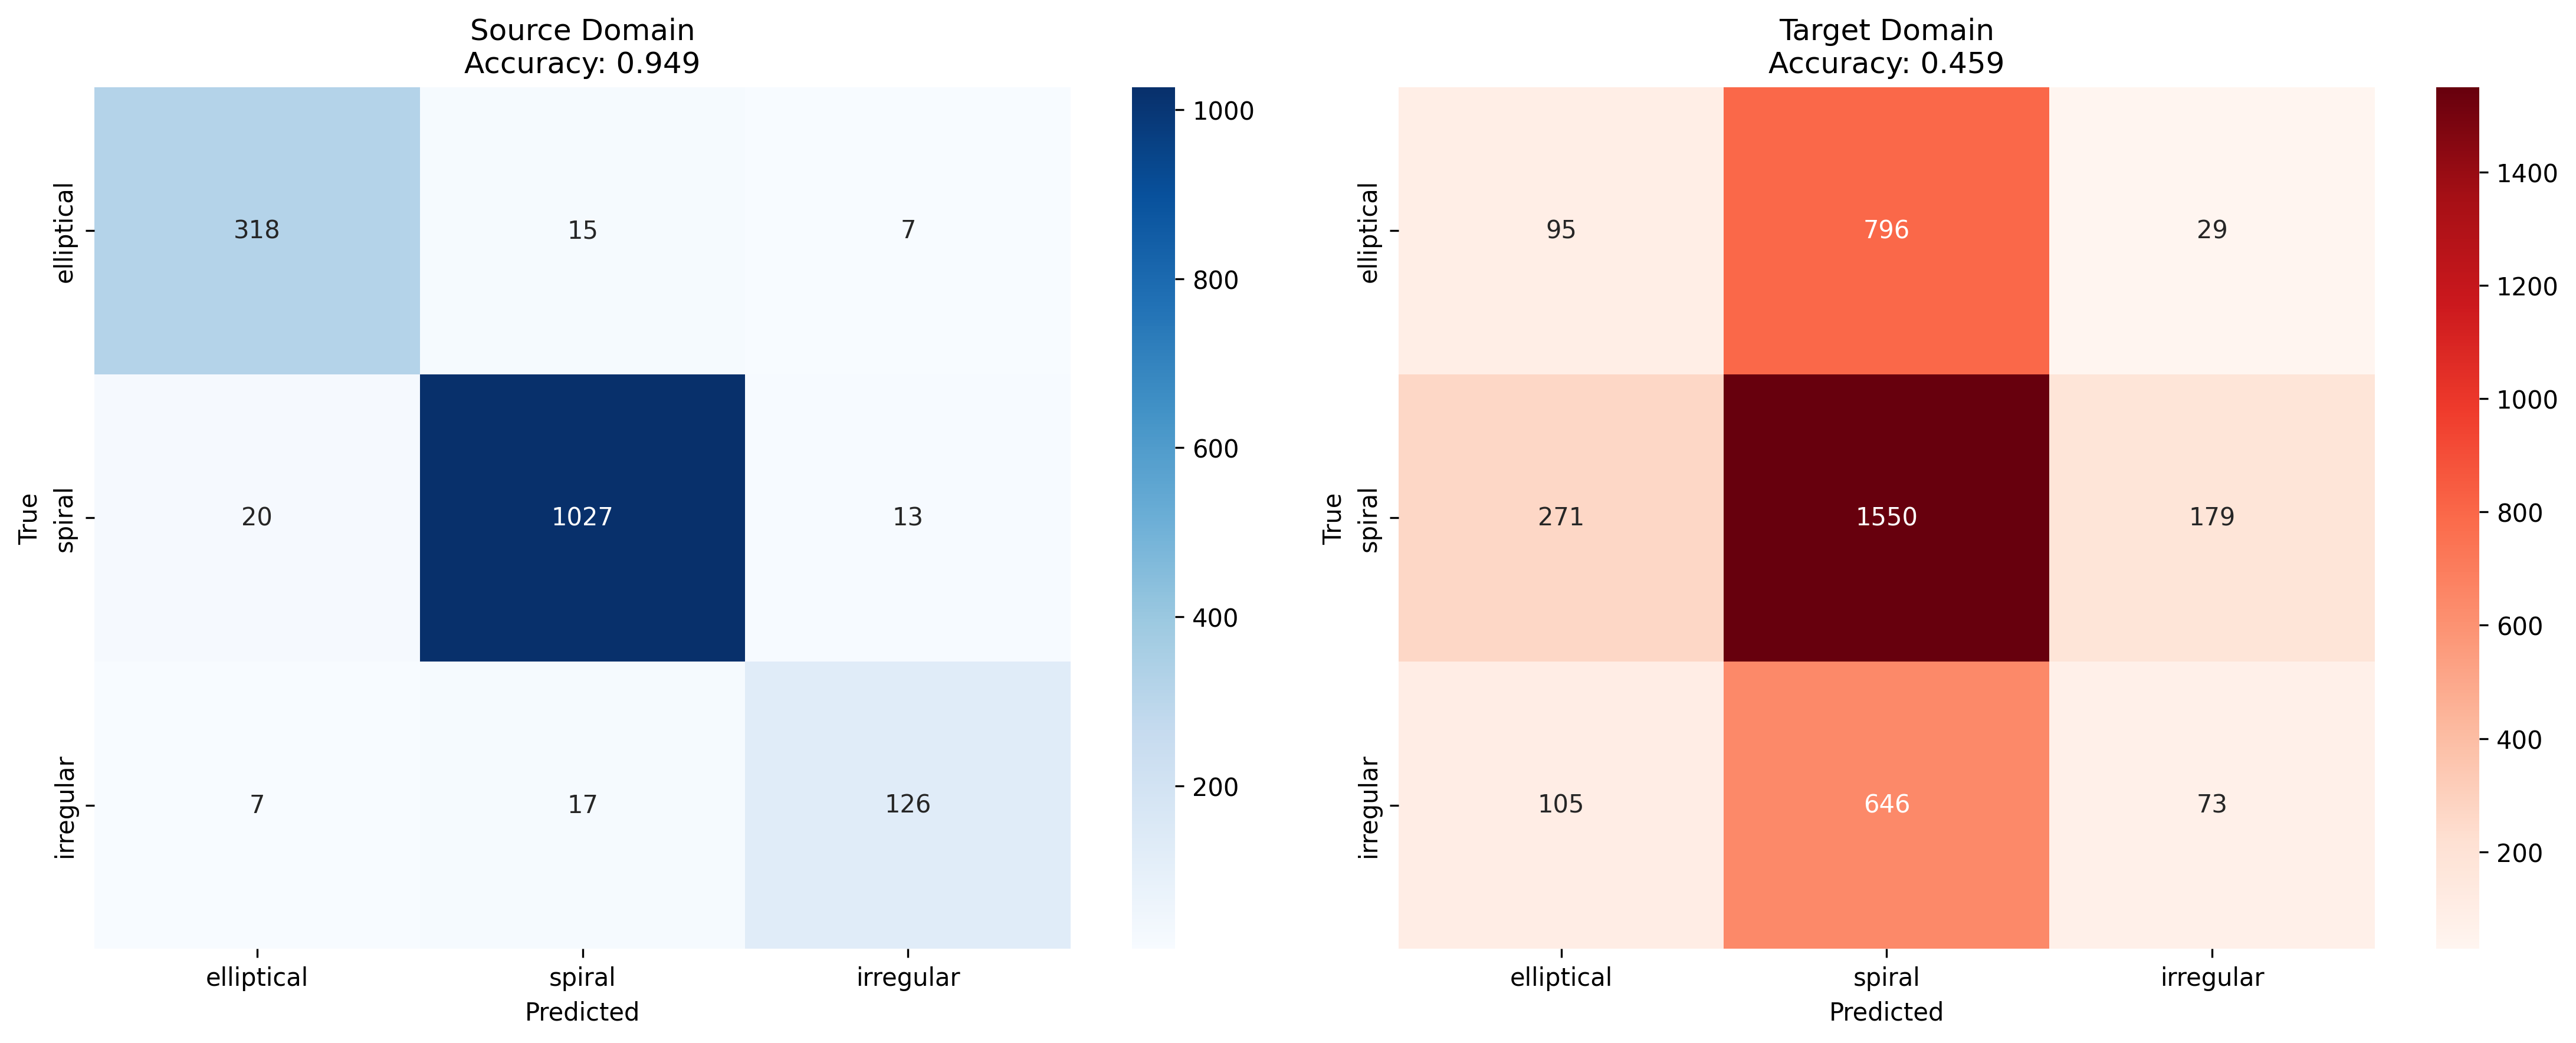 Source Domain
Accuracy: 0.949
True
elliptical
spiral
irregular
318 15 7
20 1027 13
7 17 126
elliptical spiral irregular
Predicted
1000
800
600
400
200
Target Domain
Accuracy: 0.459
True
elliptical
spiral
irregular
95 796 29
271 1550 179
105 646 73
elliptical spiral irregular
Predicted
1400
1200
1000
800
600
400
200